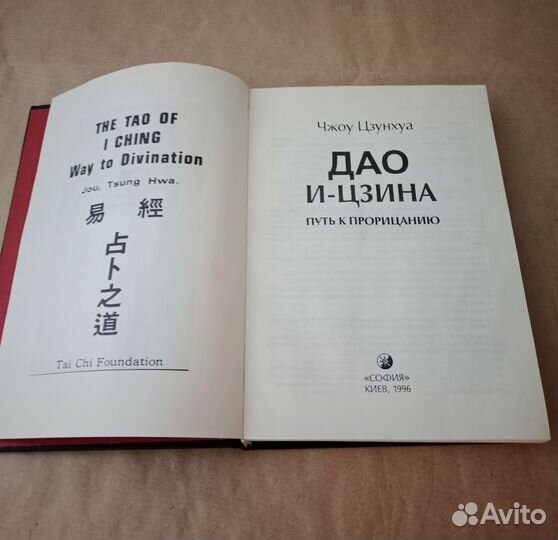 THE TAO OF
I CHING
Way to Divination
Jou, Tsung Hwa.
易 經
占
卜
之
道
Tai Chi Foundation
Чжоу Цзунхуа
ДАО
И-ЦЗИНА
ПУТЬ К ПРОРИЦАНИЮ
«СОФИЯ»
КИЕВ, 1996
Avito